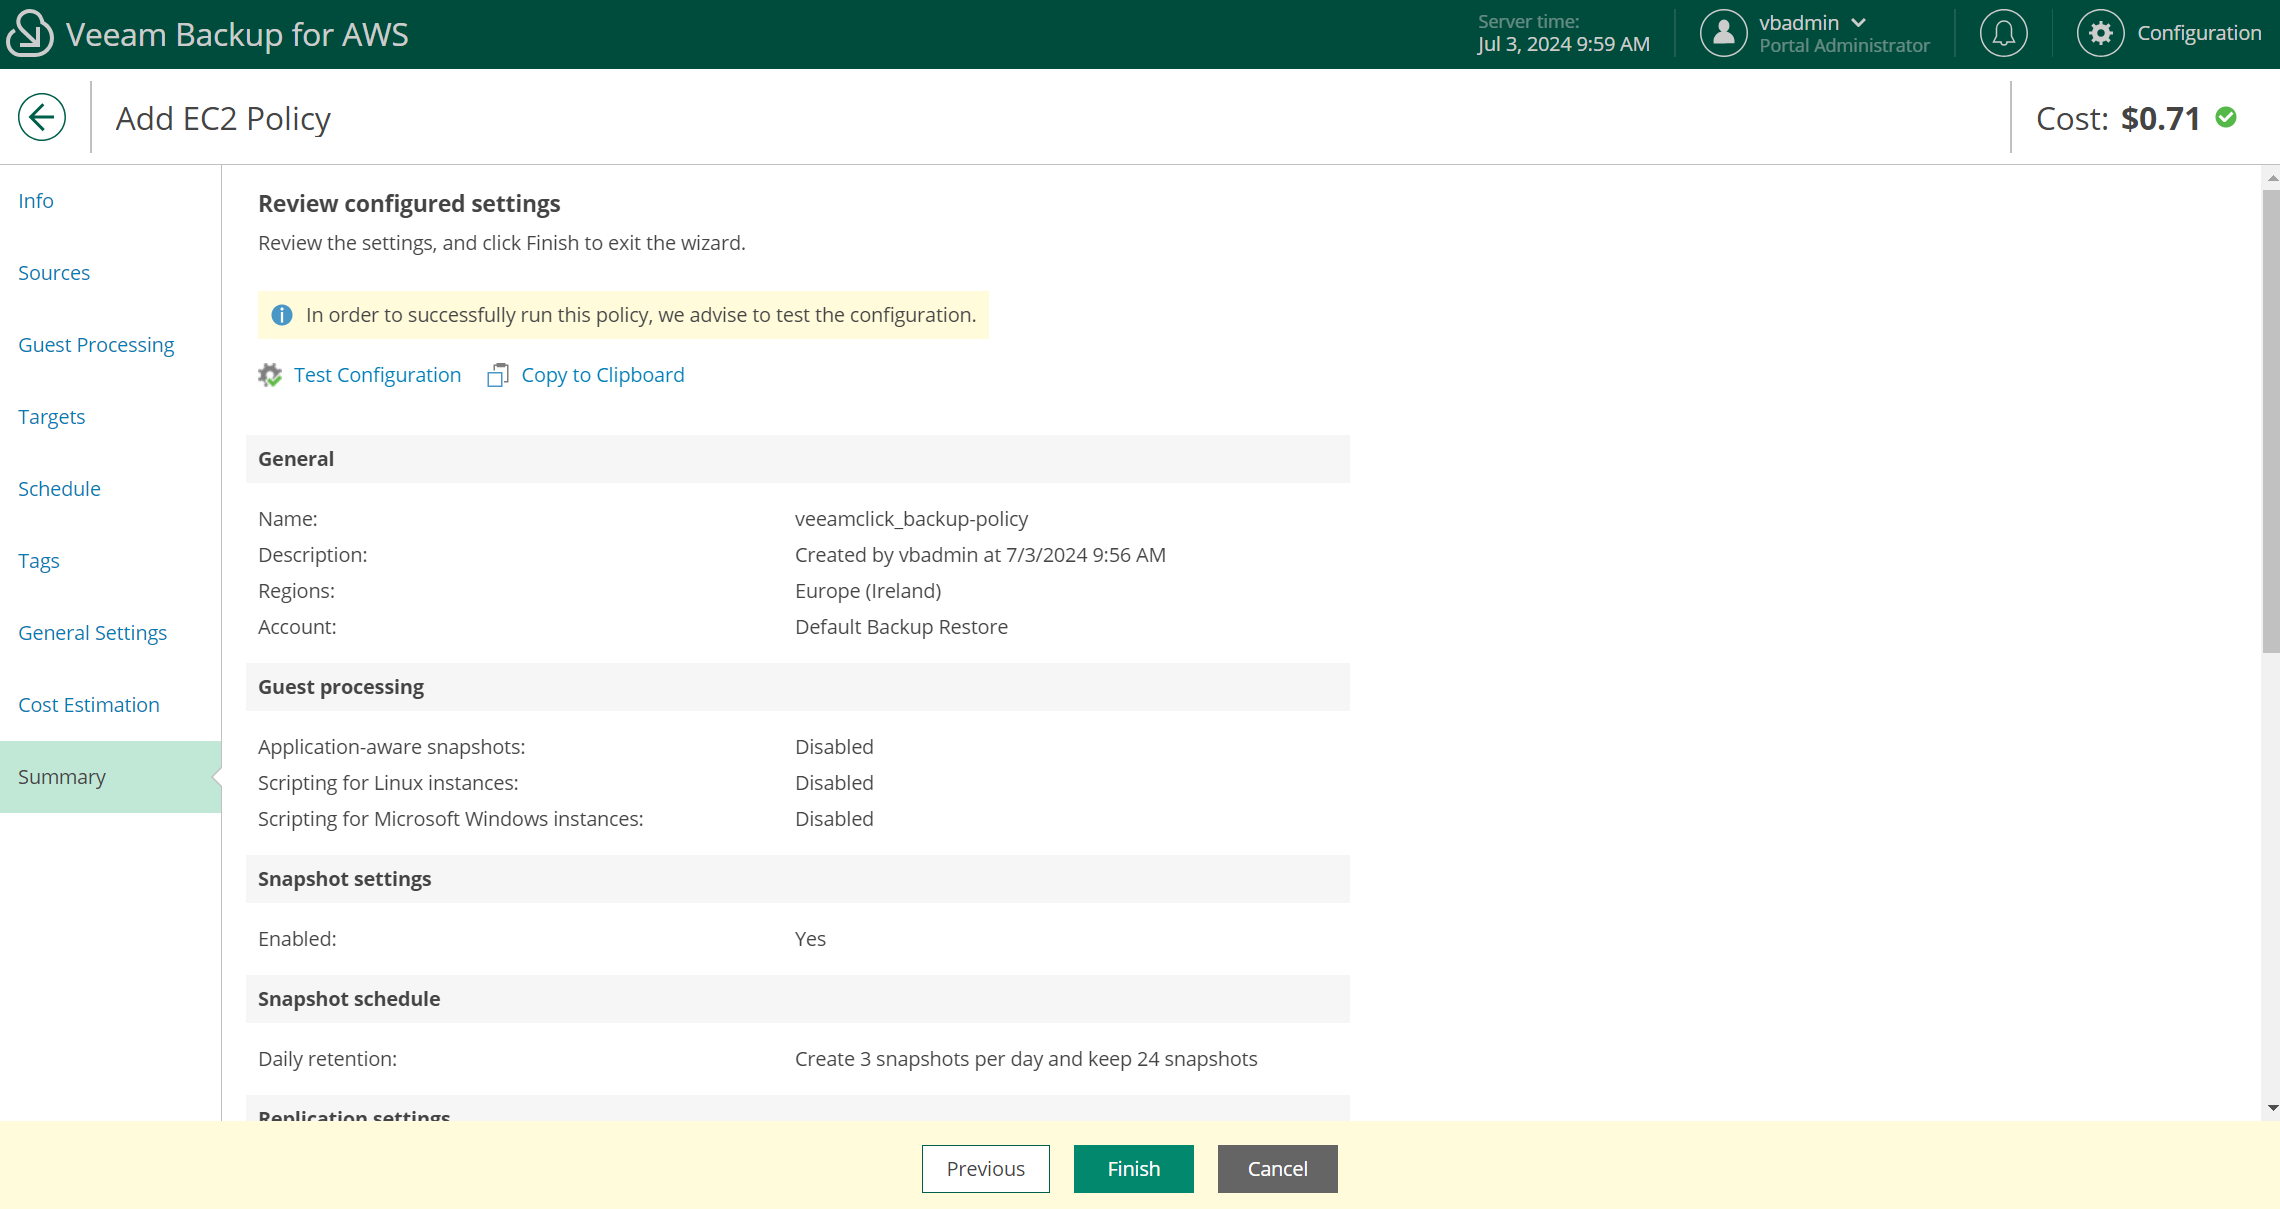 Veeam Backup for AWS
Server time:
Jul 3, 2024 9:59 AM
vbadmin
Portal Administrator
Configuration
Add EC2 Policy
Cost: $0.71
Info
Sources
Guest Processing
Targets
Schedule
Tags
General Settings
Cost Estimation
Summary
Review configured settings
Review the settings, and click Finish to exit the wizard.
In order to successfully run this policy, we advise to test the configuration.
Test Configuration Copy to Clipboard
General
Name: veeamclick_backup-policy
Description: Created by vbadmin at 7/3/2024 9:56 AM
Regions: Europe (Ireland)
Account: Default Backup Restore
Guest processing
Application-aware snapshots: Disabled
Scripting for Linux instances: Disabled
Scripting for Microsoft Windows instances: Disabled
Snapshot settings
Enabled: Yes
Snapshot schedule
Daily retention: Create 3 snapshots per day and keep 24 snapshots
Replication settings
Previous Finish Cancel